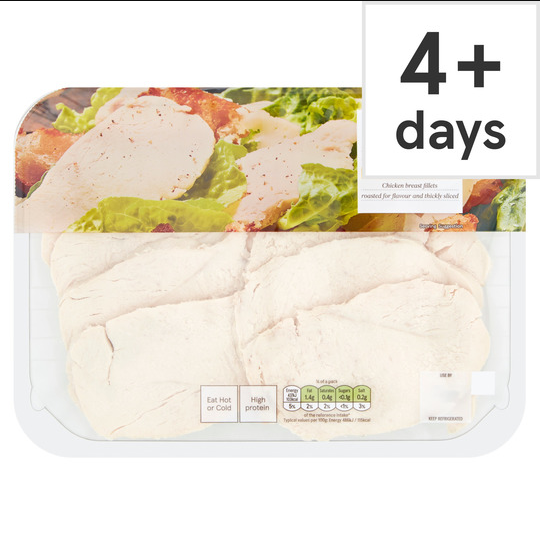 4+
days
Chicken breast fillets
roasted for flavour and thickly sliced
Serving Suggestion
USE BY
Eat Hot
or Cold
High
protein
Energy
Fat
1.4g
2%
Saturates
0.4g
2%
Sugars
<0.1g
<1%
Salt
0.2g
3%
5%
of the reference intake*
KEEP REFRIGERATED